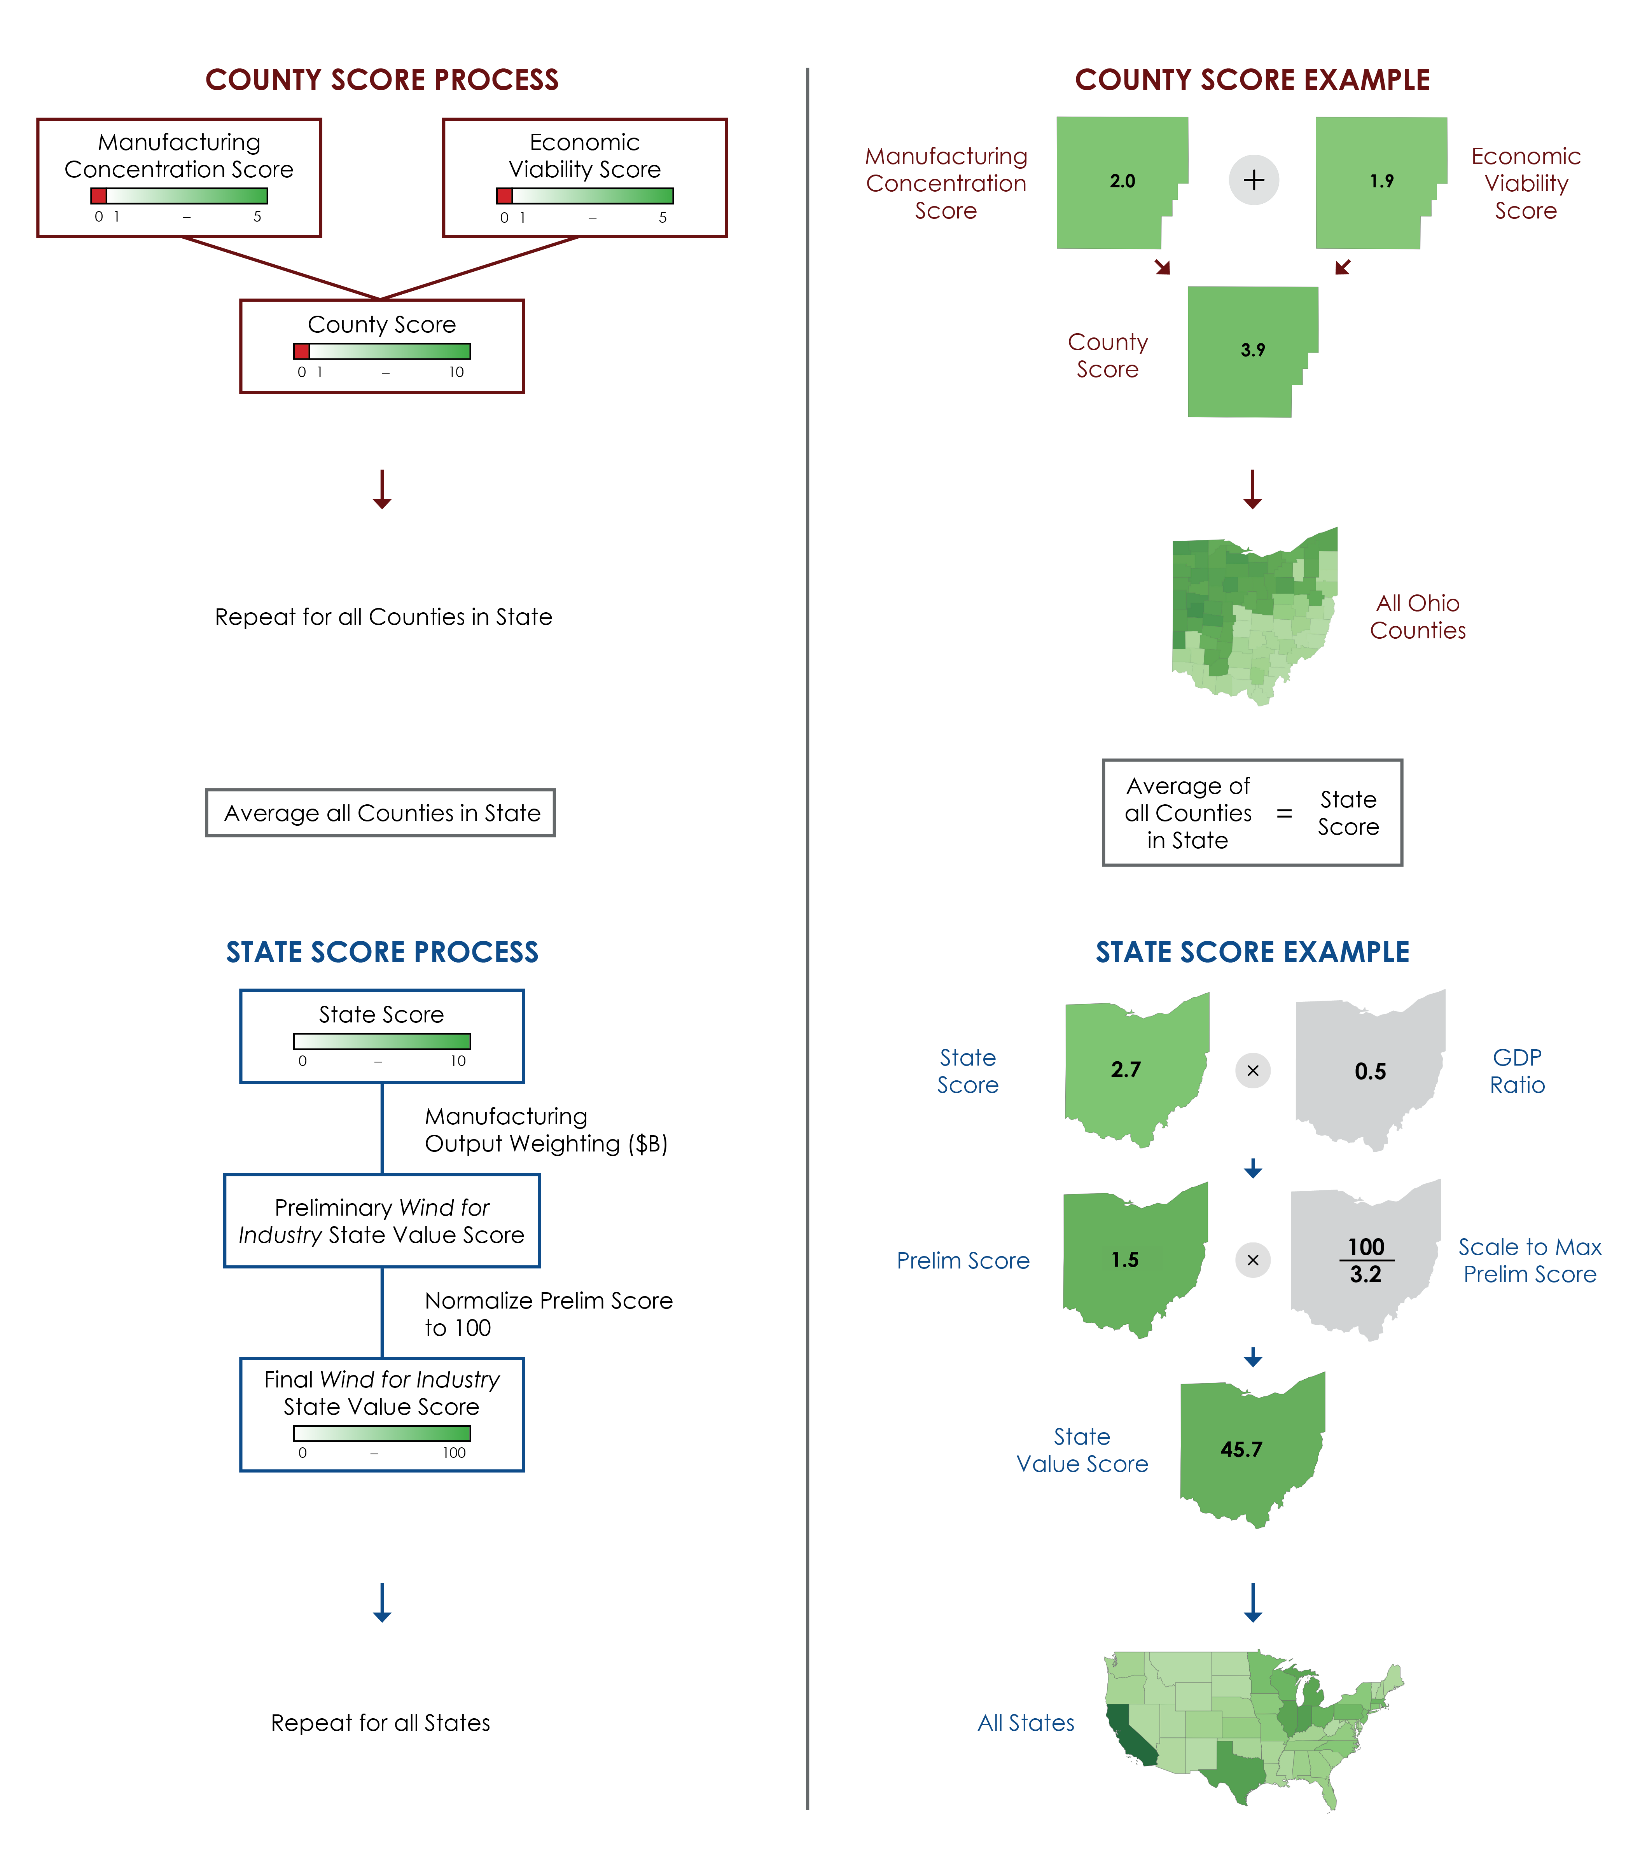 COUNTY SCORE PROCESS
Manufacturing
Concentration Score
0 1 – 5
Economic
Viability Score
0 1 – 5
County Score
0 1 – 10
Repeat for all Counties in State
Average all Counties in State
STATE SCORE PROCESS
State Score
0 – 10
Manufacturing
Output Weighting ($B)
Preliminary Wind for
Industry State Value Score
Normalize Prelim Score
to 100
Final Wind for Industry
State Value Score
0 – 100
Repeat for all States
COUNTY SCORE EXAMPLE
Manufacturing
Concentration
Score
2.0
+
1.9
Economic
Viability
Score
County
Score
3.9
All Ohio
Counties
Average of
all Counties
in State
=
State
Score
STATE SCORE EXAMPLE
State
Score
2.7
×
0.5
GDP
Ratio
Prelim Score
1.5
×
100
3.2
Scale to Max
Prelim Score
State
Value Score
45.7
All States